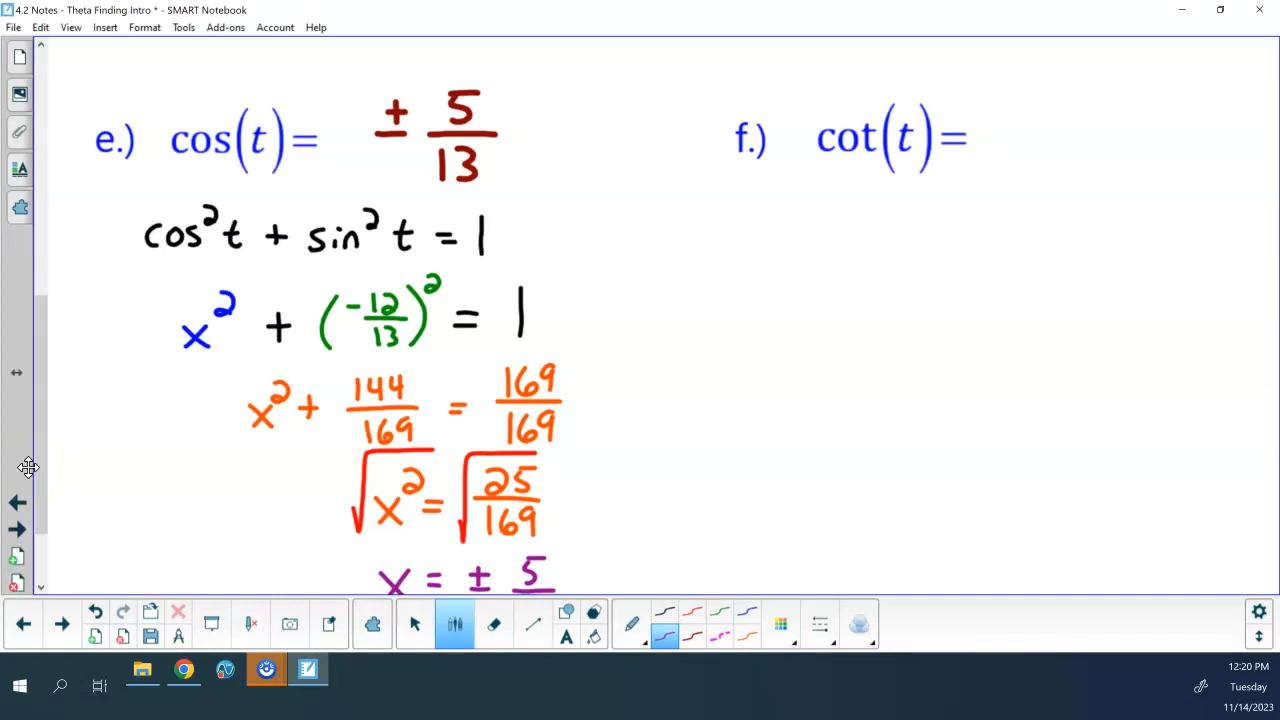 4.2 Notes - Theta Finding Intro * - SMART Notebook
File Edit View Insert Format Tools Add-ons Account Help
e.) cos(t)= ± 5/13
f.) cot(t)=
cos²t + sin²t = 1
x² + (-12/13)² = 1
x² + 144/169 = 169/169
√x² = √25/169
x = ± 5
12:20 PM
Tuesday
11/14/2023